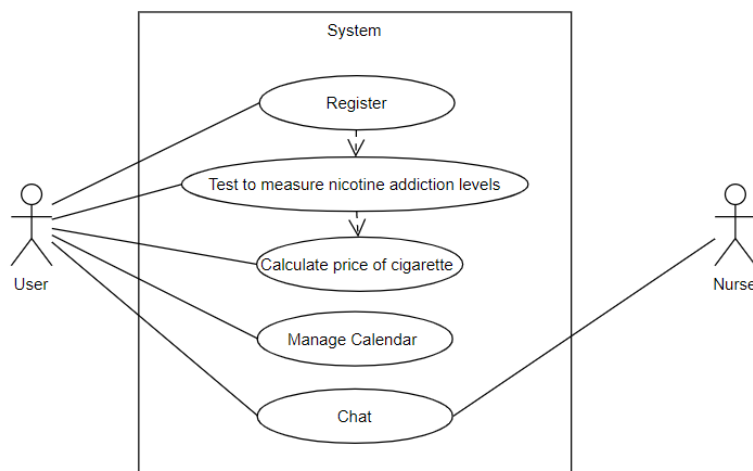 System
Register
Test to measure nicotine addiction levels
Calculate price of cigarette
User
Nurse
Manage Calendar
Chat